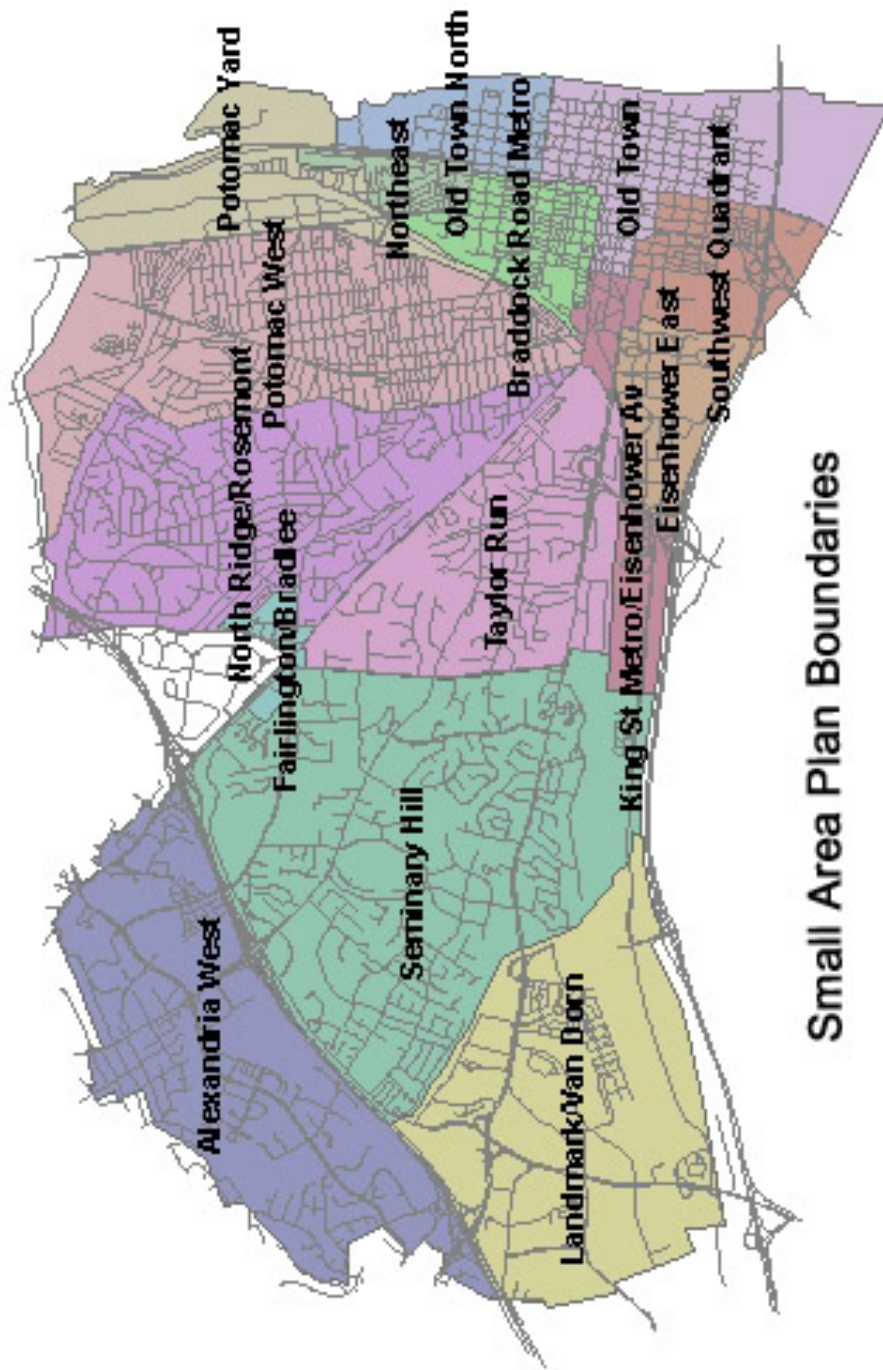 Potomac Yard
Old Town North
Northeast
Potomac West
Braddock Road Metro
Old Town
North Ridge/Rosemont
Southwest Quadrant
Eisenhower East
Fairlington/Bradlee
Taylor Run
King St Metro/Eisenhower Av
Alexandria West
Seminary Hill
Landmark/Van Dorn
Small Area Plan Boundaries